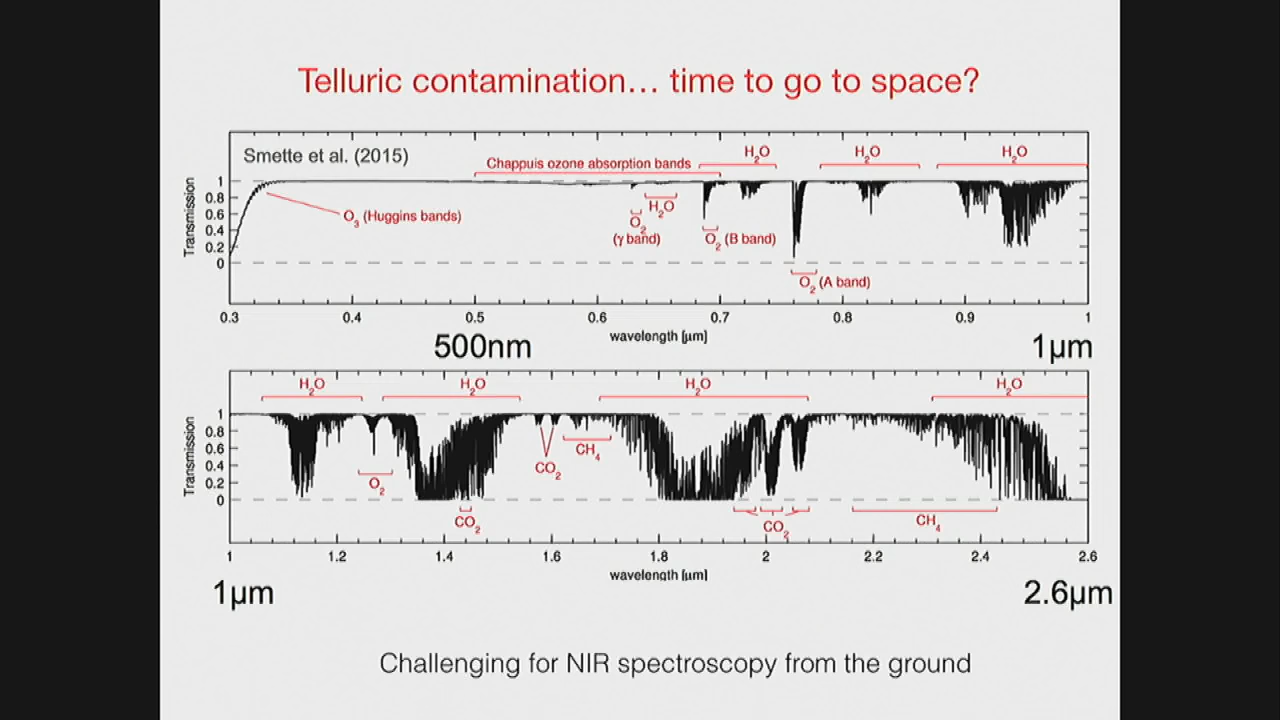 Telluric contamination... time to go to space?
Smette et al. (2015)
Chappuis ozone absorption bands
H2O
H2O
H2O
Transmission
1
0.8
0.6
0.4
0.2
0
O3 (Huggins bands)
H2O
O2
(γ band)
O2 (B band)
O2 (A band)
0.3 0.4 0.5 0.6 0.7 0.8 0.9 1
wavelength [μm]
500nm
1μm
H2O
H2O
H2O
H2O
Transmission
1
0.8
0.6
0.4
0.2
0
O2
CO2
CO2
CH4
CO2
CH4
1 1.2 1.4 1.6 1.8 2 2.2 2.4 2.6
wavelength [μm]
1μm
2.6μm
Challenging for NIR spectroscopy from the ground